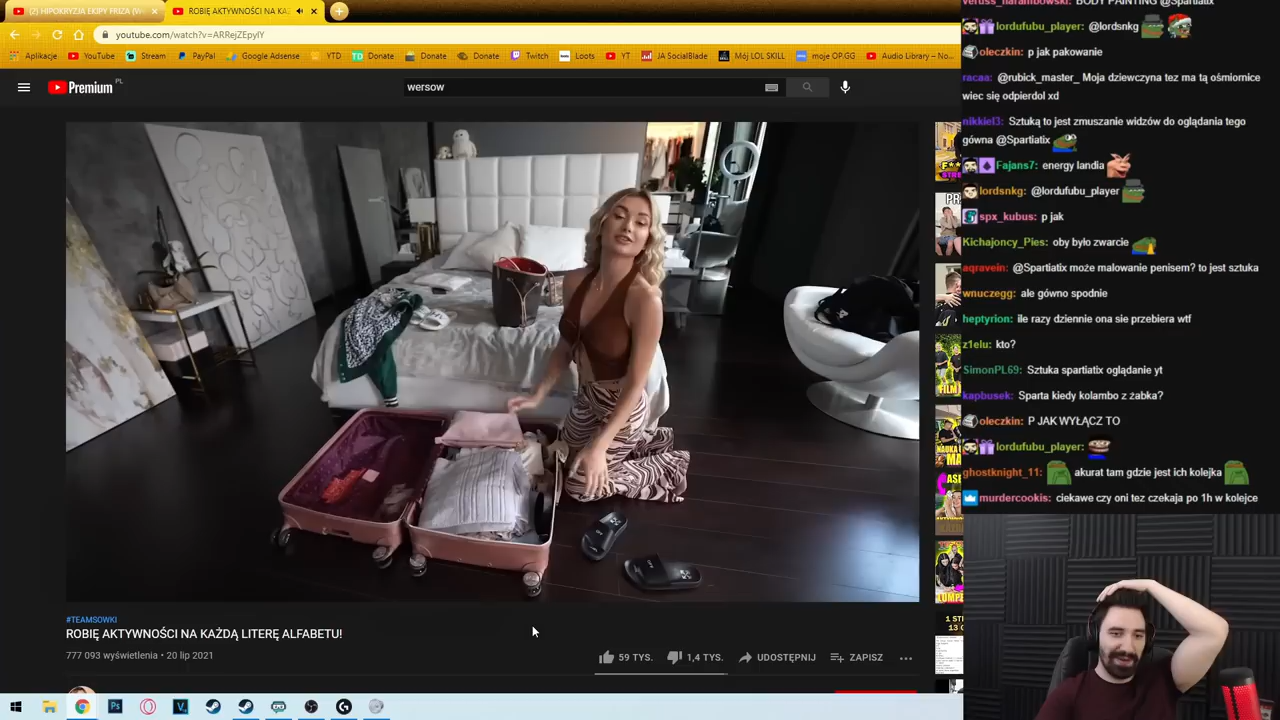 (2) HIPOKRYZJA EKIPY FRIZA (W
ROBIĘ AKTYWNOŚCI NA KAŻ
youtube.com/watch?v=ARRejZEpyIY
Aplikacje YouTube Stream PayPal Google Adsense YTD Donate Donate Donate Twitch Loots YT JA SocialBlade Mój LOL SKILL moje OP.GG Audio Library – No...
Premium PL
wersow
#TEAMSOWKI
ROBIĘ AKTYWNOŚCI NA KAŻDĄ LITERĘ ALFABETU!
777 093 wyświetlenia • 20 lip 2021
59 TYS. 1,4 TYS. UDOSTĘPNIJ ZAPISZ
BODY PAINTING @Spartiatix
lordufubu_player: @lordsnkg
oleczkin: p jak pakowanie
racaa: @rubick_master_ Moja dziewczyna tez ma tą ośmiornice
wiec się odpierdol xd
nikkiel3: Sztuką to jest zmuszanie widzów do oglądania tego
gówna @Spartiatix
Fajans7: energy landia
lordsnkg: @lordufubu_player
spx_kubus: p jak
Kichajoncy_Pies: oby było zwarcie
aqravein: @Spartiatix może malowanie penisem? to jest sztuka
wnuczegg: ale gówno spodnie
heptyrion: ile razy dziennie ona sie przebiera wtf
z1elu: kto?
SimonPL69: Sztuka spartiatix oglądanie yt
kapbusek: Sparta kiedy kolambo z żabka?
oleczkin: P JAK WYŁĄCZ TO
lordufubu_player:
ghostknight_11: akurat tam gdzie jest ich kolejka
murdercookis: ciekawe czy oni tez czekaja po 1h w kolejce